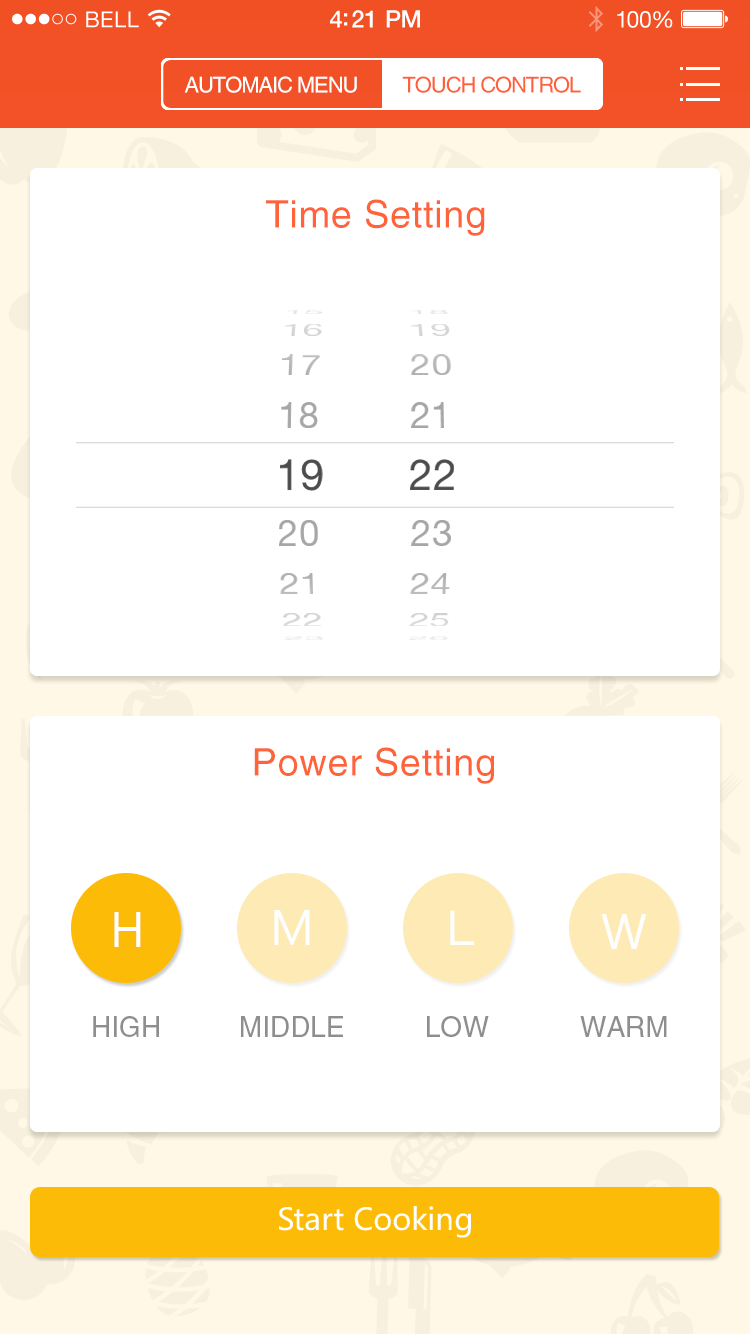 BELL 4:21 PM 100%
AUTOMAIC MENU TOUCH CONTROL
Time Setting
16 19
17 20
18 21
19 22
20 23
21 24
22 25
Power Setting
H M L W
HIGH MIDDLE LOW WARM
Start Cooking